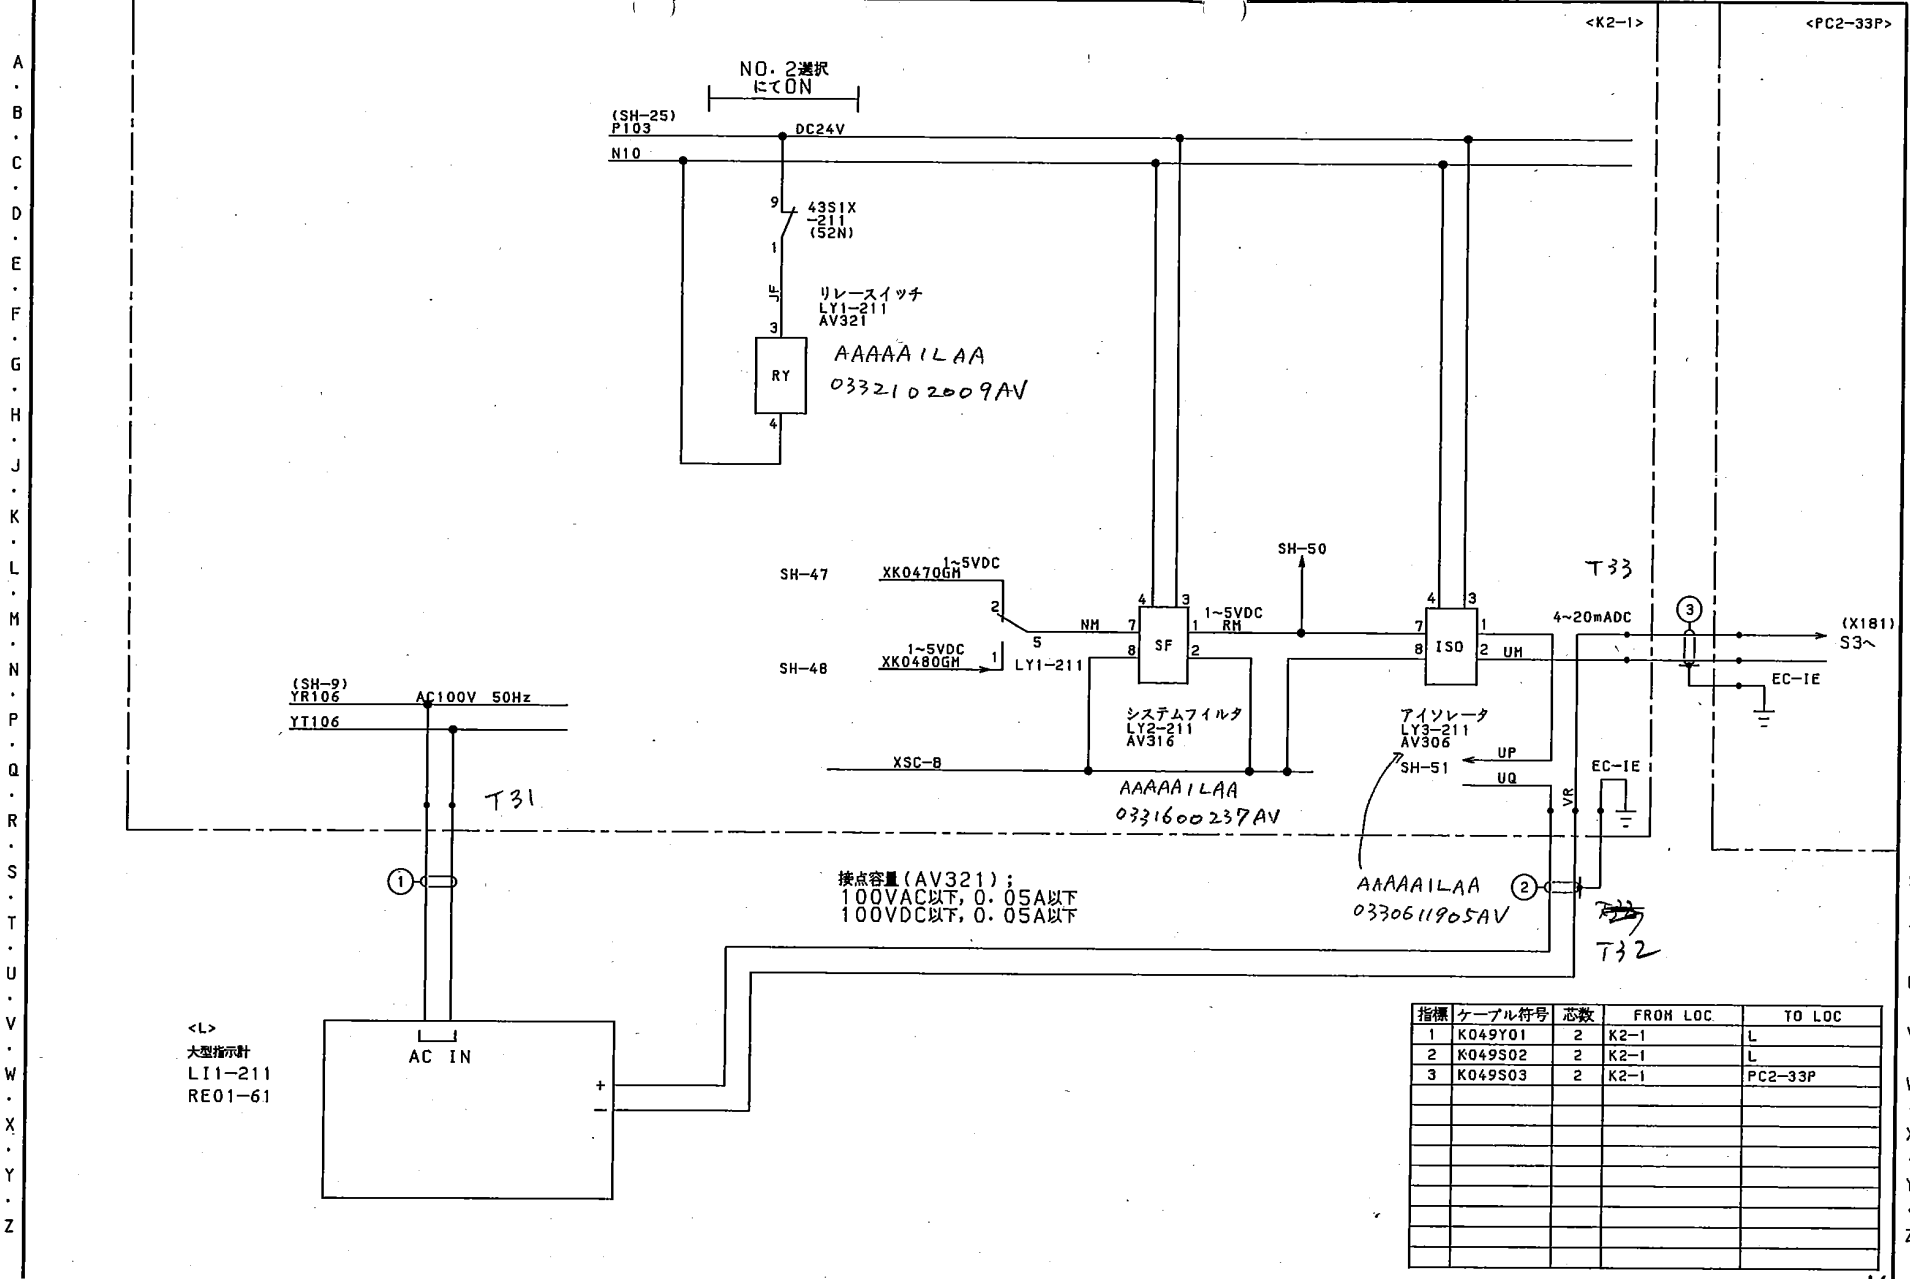 <K2-1>
<PC2-33P>
A
B
C
D
E
F
G
H
J
K
L
M
N
P
Q
R
S
T
U
V
W
X
Y
Z
NO. 2選択
にてON
(SH-25)
P103
DC24V
N10
9
43S1X
-211
(52N)
1
JF
リレースイッチ
LY1-211
AV321
3
RY
4
AAAAA1LAA
0332102009AV
SH-47
XK0470GM
1~5VDC
2
5
1
LY1-211
SH-48
1~5VDC
XK0480GM
NM
4
3
7
8
SF
1
2
1~5VDC
RM
SH-50
4
3
7
8
ISO
1
2
UM
T33
4~20mADC
3
(X181)
S3へ
EC-IE
システムフィルタ
LY2-211
AV316
アイソレータ
LY3-211
AV306
SH-51
UP
UQ
VR
EC-IE
XSC-8
AAAAA1LAA
0331600237AV
(SH-9)
YR106
AC100V 50Hz
YT106
T31
1
接点容量(AV321);
100VAC以下, 0. 05A以下
100VDC以下, 0. 05A以下
AAAAA1LAA
0330611905AV
2
T32
<L>
大型指示計
LI1-211
RE01-61
AC IN
+
-
指標 ケーブル符号 芯数 FROM LOC. TO LOC
1 K049Y01 2 K2-1 L
2 K049S02 2 K2-1 L
3 K049S03 2 K2-1 PC2-33P